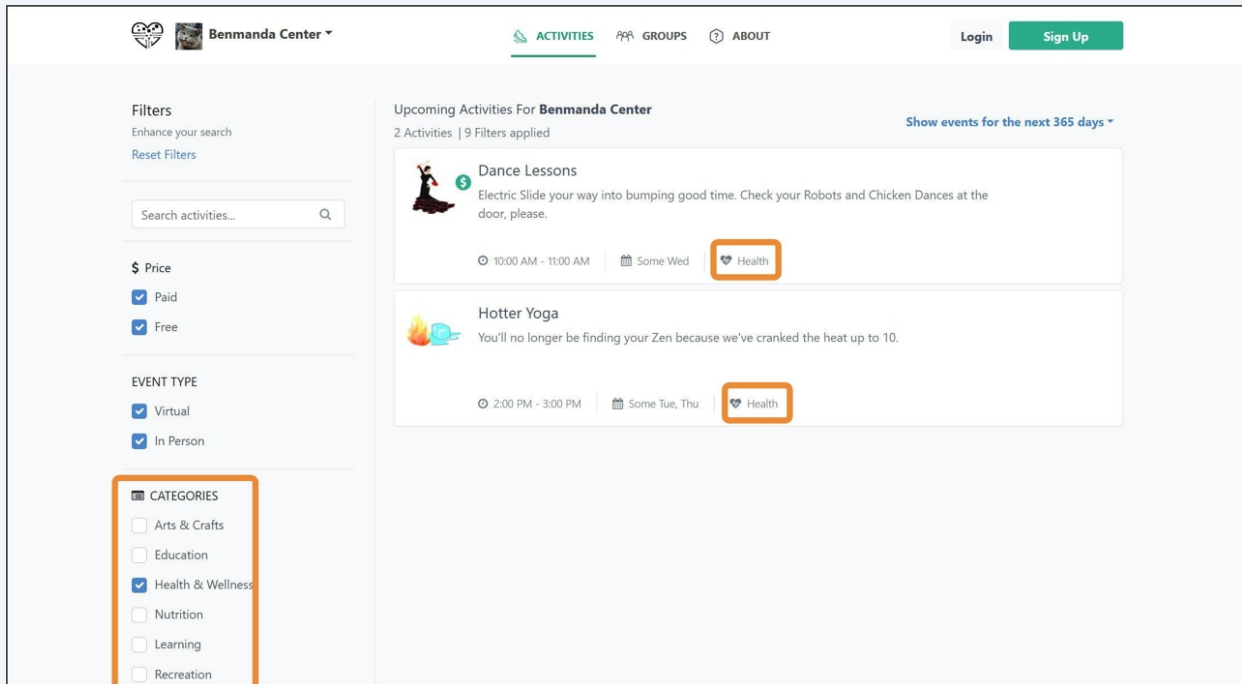 Benmanda Center
ACTIVITIES
GROUPS
ABOUT
Login
Sign Up
Filters
Enhance your search
Reset Filters
Search activities...
$ Price
Paid
Free
EVENT TYPE
Virtual
In Person
CATEGORIES
Arts & Crafts
Education
Health & Wellness
Nutrition
Learning
Recreation
Upcoming Activities For Benmanda Center
2 Activities | 9 Filters applied
Show events for the next 365 days
$
Dance Lessons
Electric Slide your way into bumping good time. Check your Robots and Chicken Dances at the
door, please.
10:00 AM - 11:00 AM
Some Wed
Health
Hotter Yoga
You'll no longer be finding your Zen because we've cranked the heat up to 10.
2:00 PM - 3:00 PM
Some Tue, Thu
Health